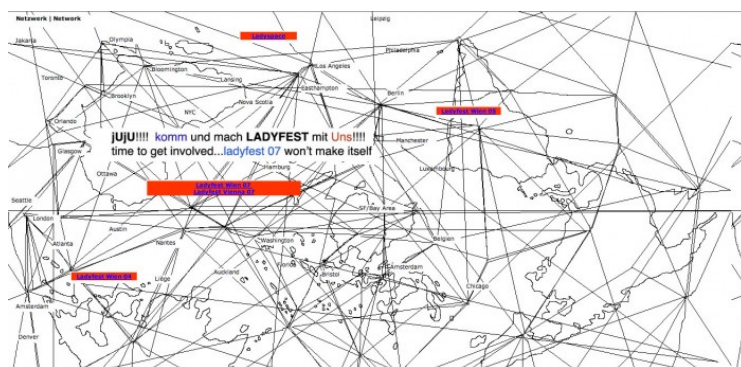 Netzwerk | Network
Leipzig
Jakarta
Olympia
Ladyspace
Philadelphia
Bloomington
Los Angeles
Toronto
Lansing
Easthampton
Brooklyn
Nova Scotia
Berlin
NYC
Ladyfest Wien 05
Orlando
jUjU!!!! komm und mach LADYFEST mit Uns!!!!
time to get involved...ladyfest 07 won't make itself
Manchester
Glasgow
Hamburg
Luxembourg
Ottawa
Ladyfest Wien 07
Ladyfest Vienna 07
Seattle
SF/Bay Area
London
Austin
Atlanta
Nantes
Washington
Belgien
Florida
Amsterdam
Ladyfest Wien 04
Liège
Auckland
Bristol
Chicago
Amsterdam
Denver